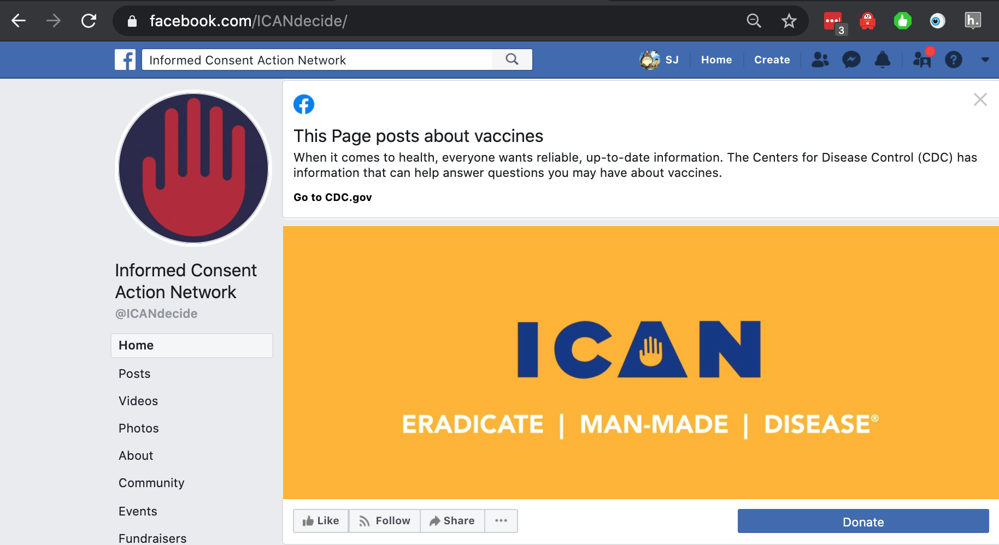 facebook.com/ICANdecide/
3
h.
Informed Consent Action Network
SJ
Home
Create
This Page posts about vaccines
When it comes to health, everyone wants reliable, up-to-date information. The Centers for Disease Control (CDC) has
information that can help answer questions you may have about vaccines.
Go to CDC.gov
Informed Consent
Action Network
@ICANdecide
Home
Posts
Videos
Photos
About
Community
Events
Fundraisers
ICAN
ERADICATE | MAN-MADE | DISEASE®
Like
Follow
Share
Donate